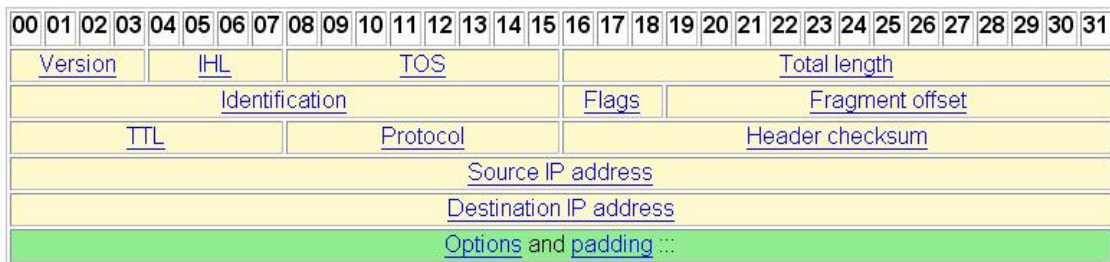 00 01 02 03 04 05 06 07 08 09 10 11 12 13 14 15 16 17 18 19 20 21 22 23 24 25 26 27 28 29 30 31
Version IHL TOS Total length
Identification Flags Fragment offset
TTL Protocol Header checksum
Source IP address
Destination IP address
Options and padding :::